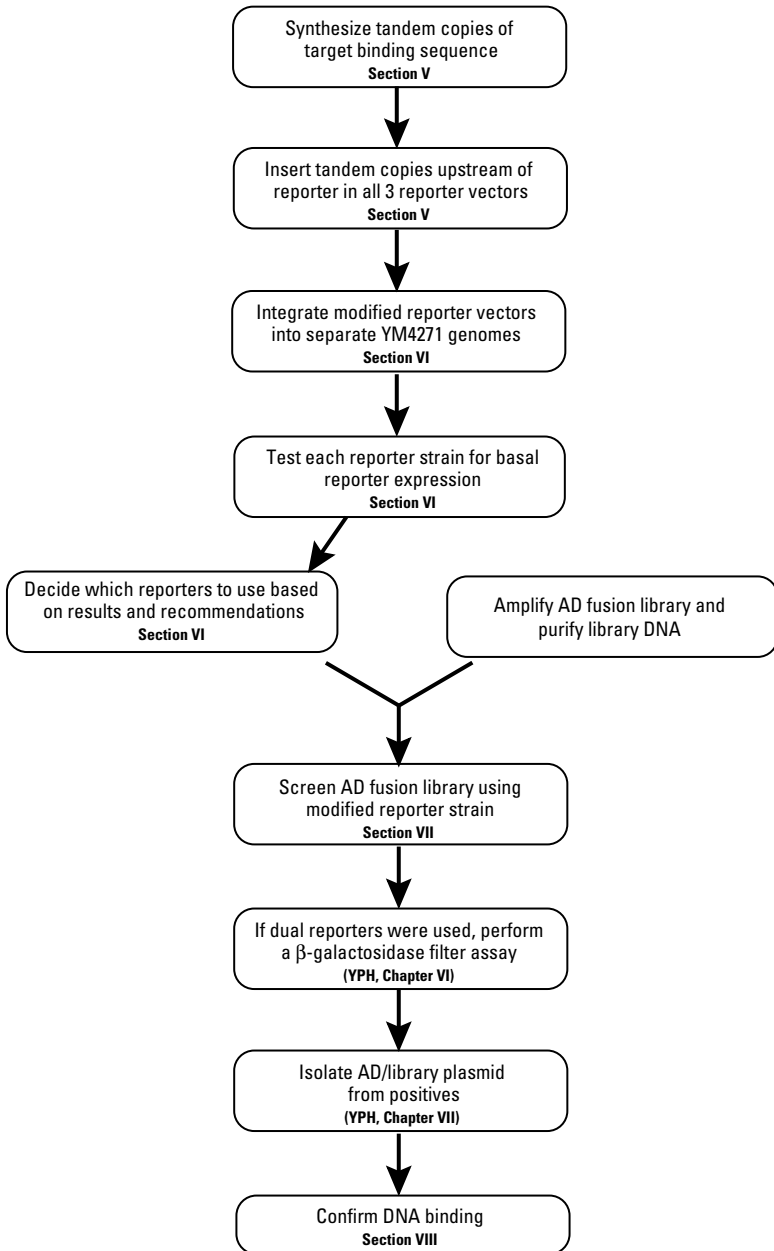 Synthesize tandem copies of
target binding sequence
Section V
Insert tandem copies upstream of
reporter in all 3 reporter vectors
Section V
Integrate modified reporter vectors
into separate YM4271 genomes
Section VI
Test each reporter strain for basal
reporter expression
Section VI
Decide which reporters to use based
on results and recommendations
Section VI
Amplify AD fusion library and
purify library DNA
Screen AD fusion library using
modified reporter strain
Section VII
If dual reporters were used, perform
a β-galactosidase filter assay
(YPH, Chapter VI)
Isolate AD/library plasmid
from positives
(YPH, Chapter VII)
Confirm DNA binding
Section VIII